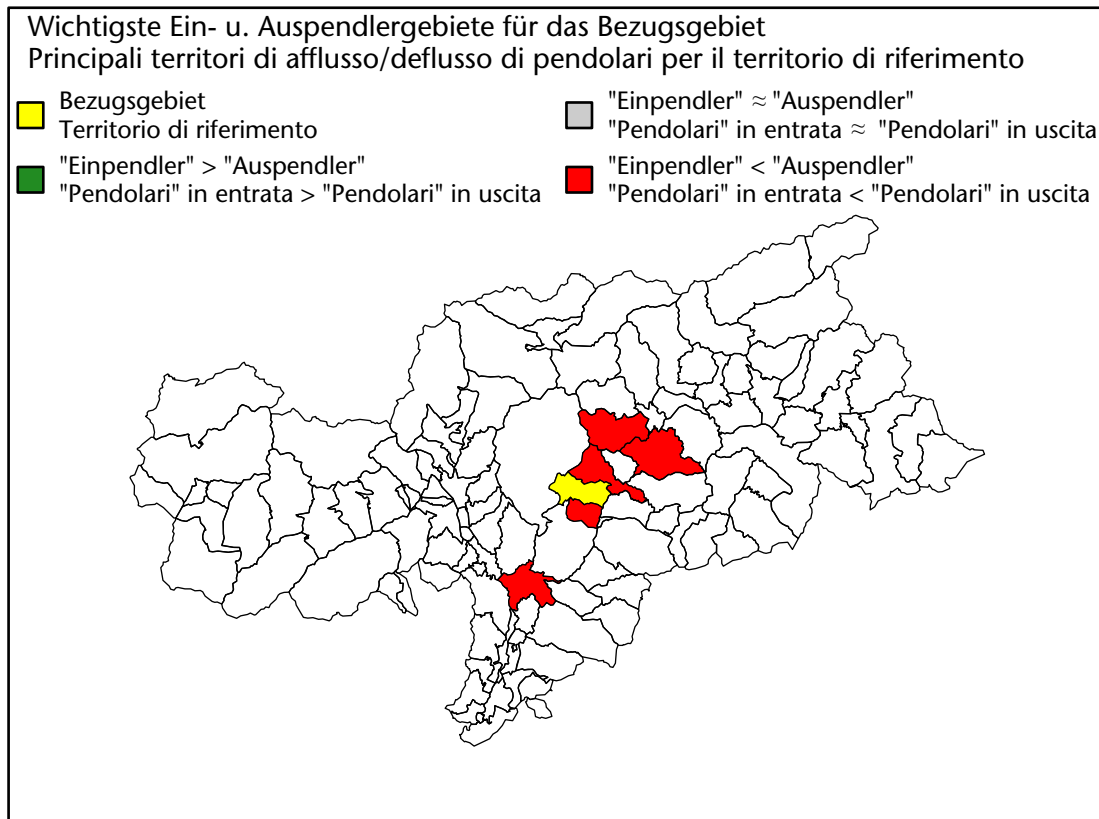 Wichtigste Ein- u. Auspendlergebiete für das Bezugsgebiet
Principali territori di afflusso/deflusso di pendolari per il territorio di riferimento
Bezugsgebiet
Territorio di riferimento
"Einpendler" > "Auspendler"
"Pendolari" in entrata > "Pendolari" in uscita
"Einpendler" ≈ "Auspendler"
"Pendolari" in entrata ≈ "Pendolari" in uscita
"Einpendler" < "Auspendler"
"Pendolari" in entrata < "Pendolari" in uscita